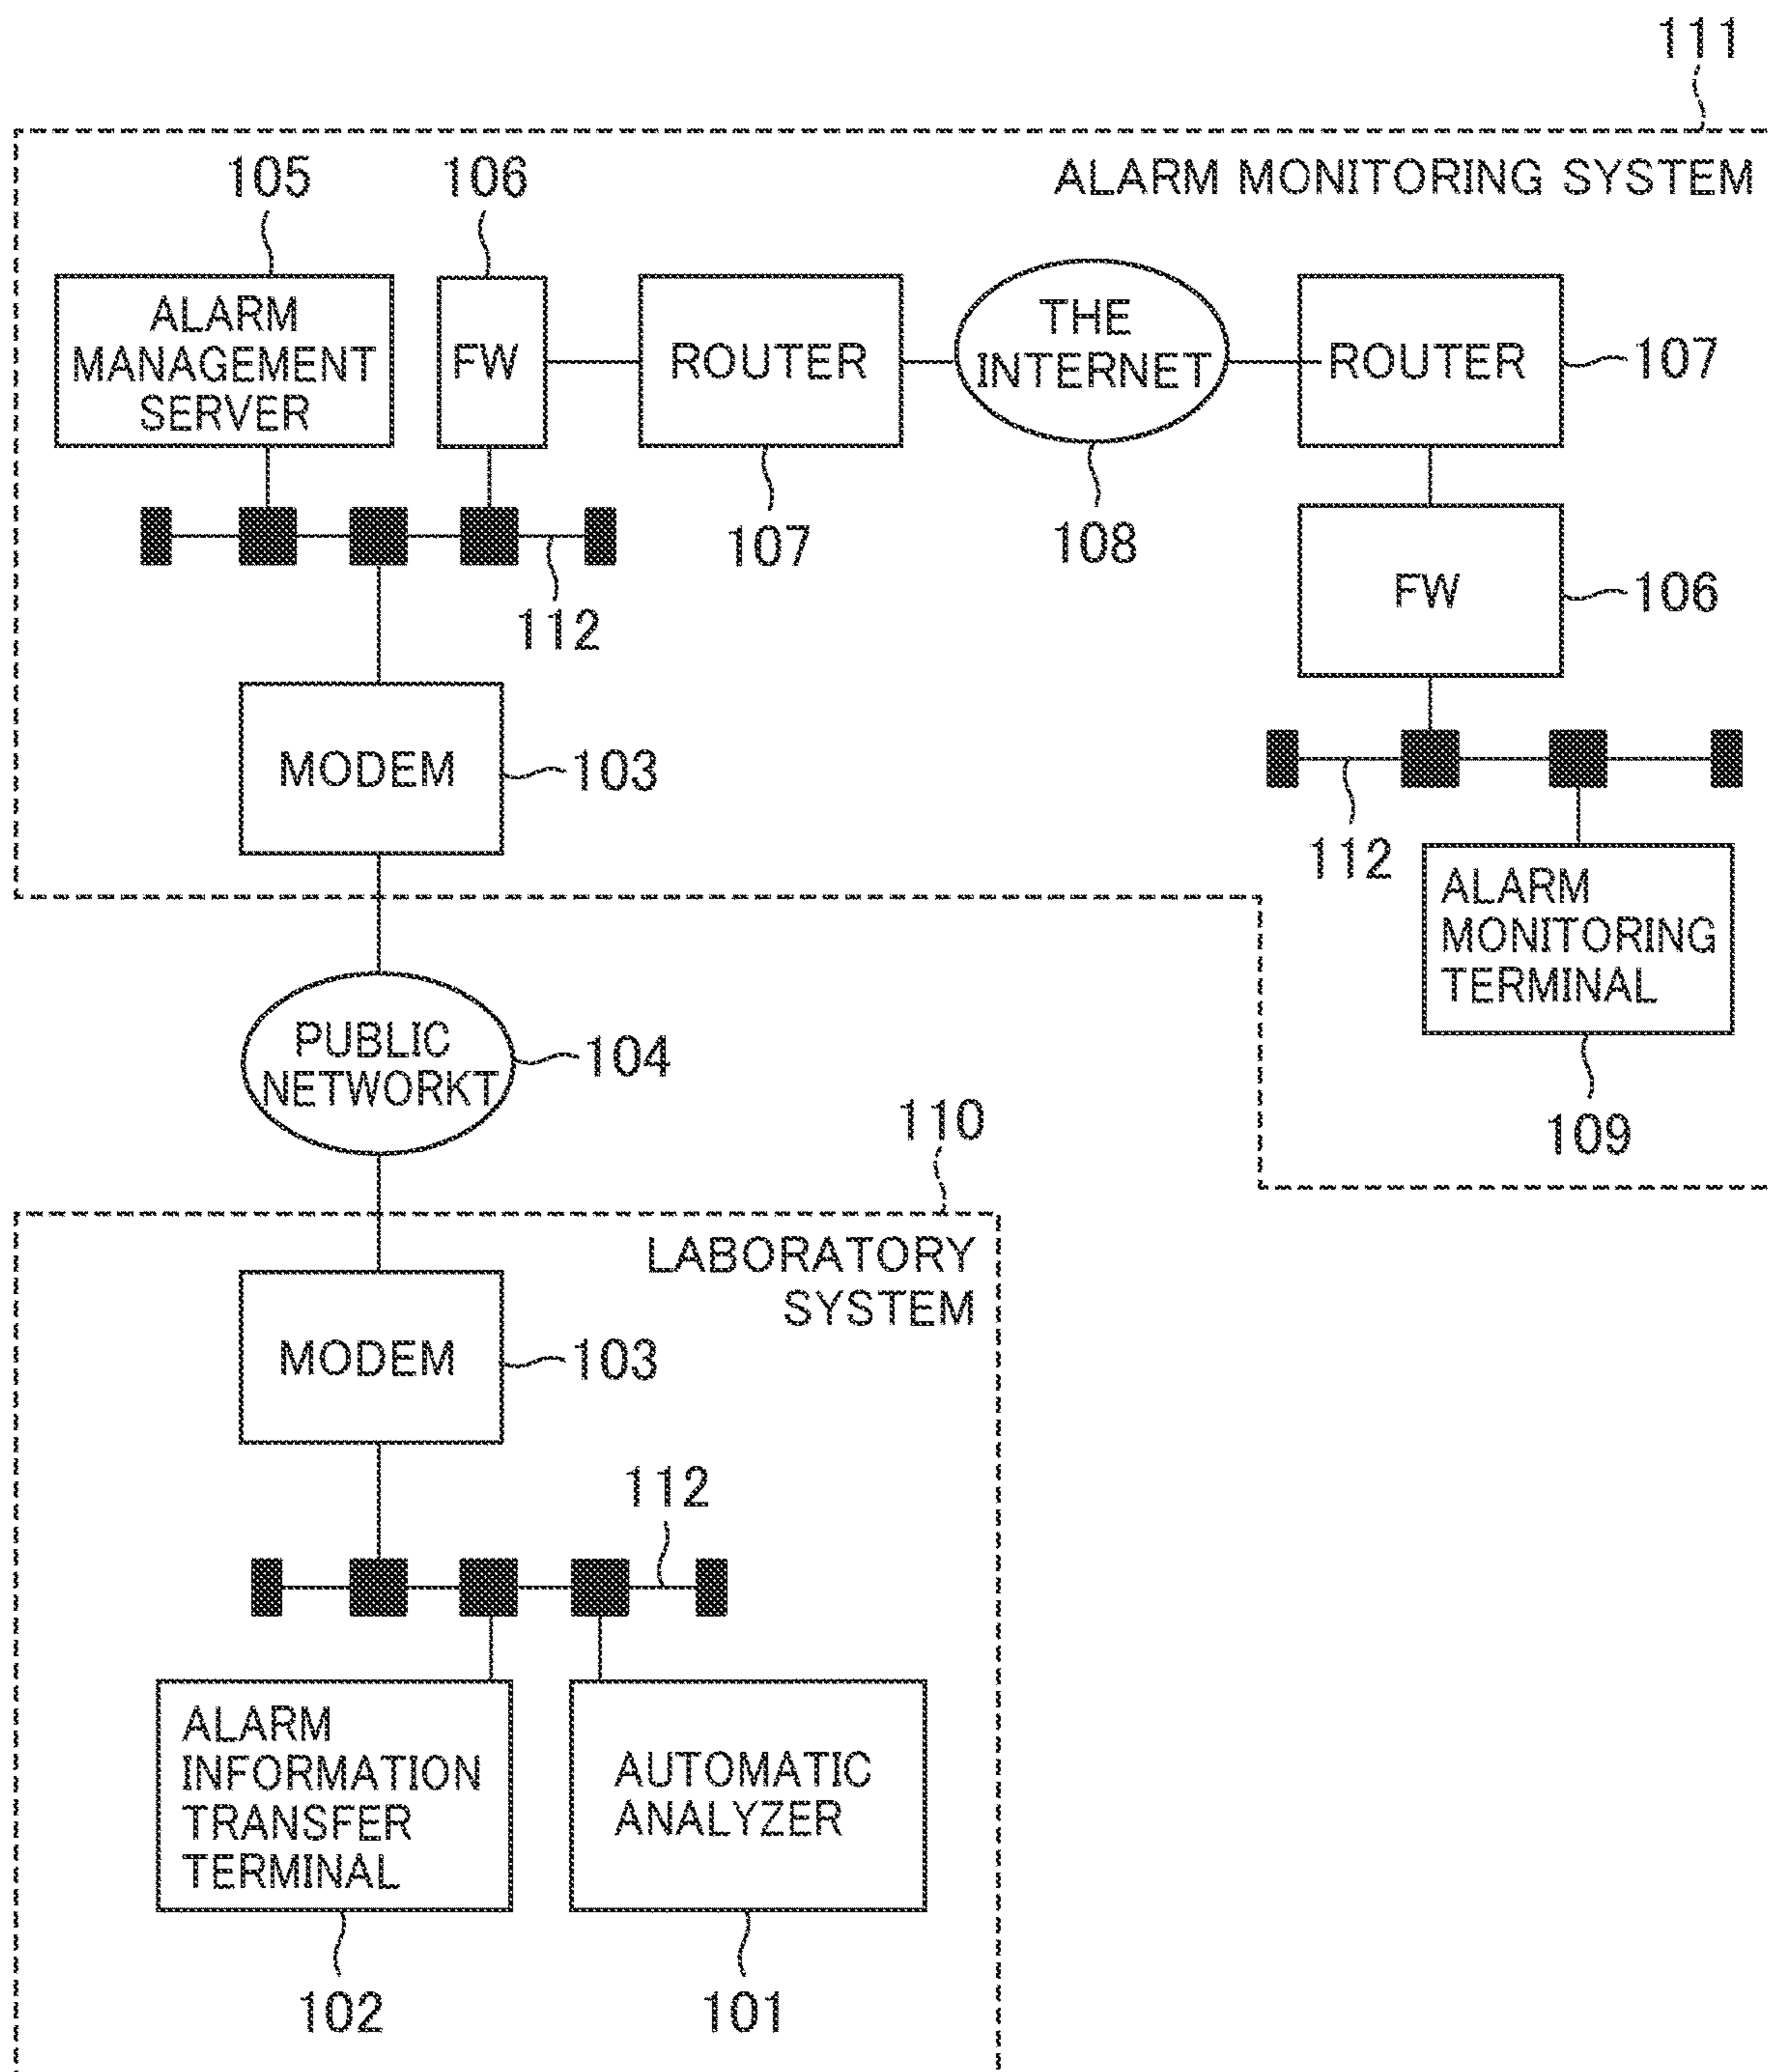 111
ALARM MONITORING SYSTEM
105
106
ALARM
MANAGEMENT
SERVER
FW
ROUTER
THE
INTERNET
ROUTER
107
107
108
112
FW
106
MODEM
103
112
ALARM
MONITORING
TERMINAL
109
PUBLIC
NETWORKT
104
110
LABORATORY
SYSTEM
MODEM
103
112
ALARM
INFORMATION
TRANSFER
TERMINAL
AUTOMATIC
ANALYZER
102
101